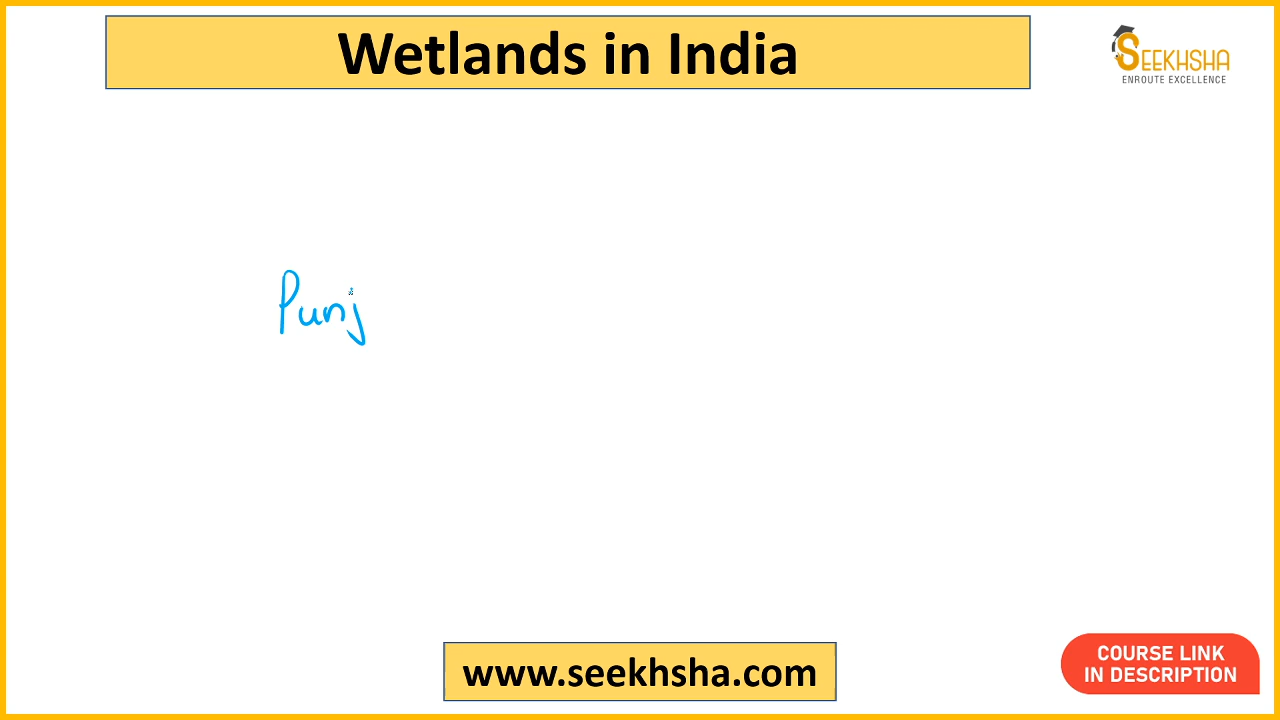 Wetlands in India
SEEKHSHA
ENROUTE EXCELLENCE
Punj
www.seekhsha.com
COURSE LINK
IN DESCRIPTION